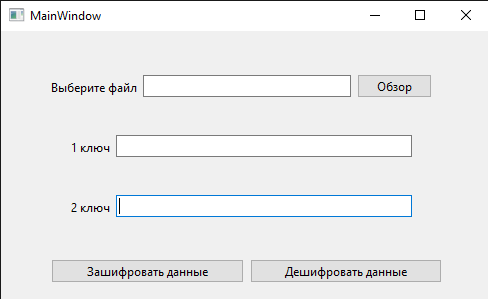 MainWindow
Выберите файл Обзор
1 ключ
2 ключ
Зашифровать данные Дешифровать данные